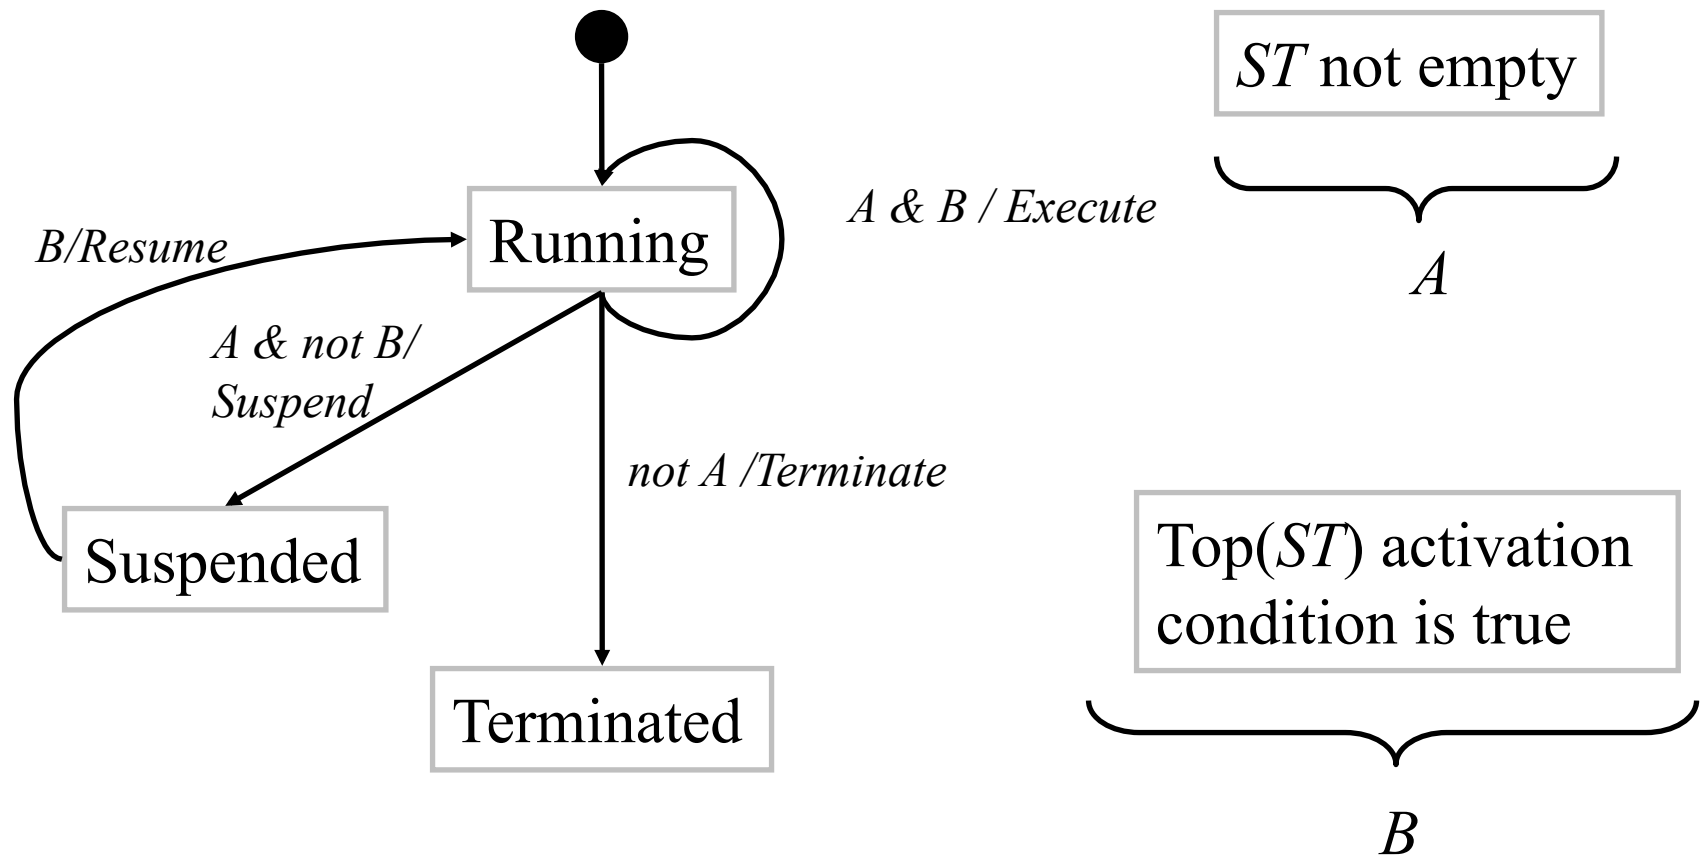 ST not empty
A & B / Execute
Running
B/Resume
A
A & not B/
Suspend
not A /Terminate
Suspended
Top(ST) activation
condition is true
Terminated
B